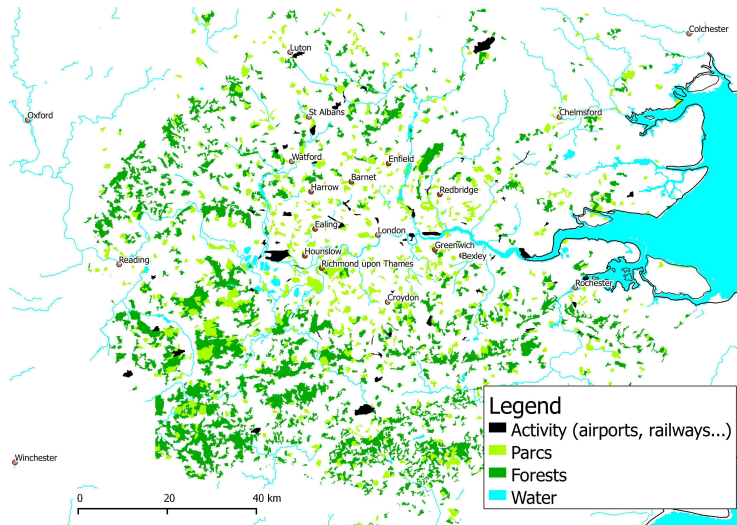 Colchester
Luton
Oxford
St Albans
Chelmsford
Watford
Enfield
Barnet
Harrow
Redbridge
Ealing
London
Greenwich
Hounslow
Bexley
Reading
Richmond upon Thames
Rochester
Croydon
Winchester
Legend
Activity (airports, railways...)
Parcs
Forests
Water
0 20 40 km